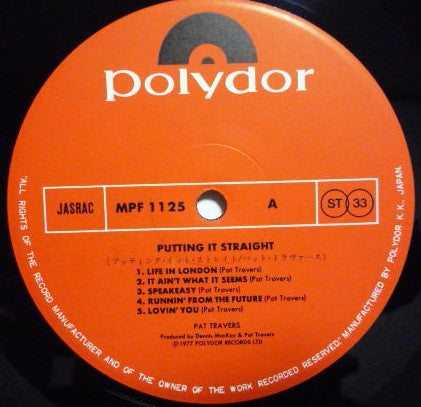 polydor
JASRAC MPF 1125 A ST 33
PUTTING IT STRAIGHT
(プッティング・イット・ストレイト/パット・トラヴァース)
1. LIFE IN LONDON (Pat Travers)
2. IT AIN'T WHAT IT SEEMS (Pat Travers)
3. SPEAKEASY (Pat Travers)
4. RUNNIN' FROM THE FUTURE (Pat Travers)
5. LOVIN' YOU (Pat Travers)
PAT TRAVERS
Produced by Dennis MacKay & Pat Travers
Ⓟ1977 POLYDOR RECORDS LTD
"ALL RIGHTS OF THE RECORD MANUFACTURER AND OF THE OWNER OF THE WORK RECORDED RESERVED." MANUFACTURED BY POLYDOR K.K., JAPAN.